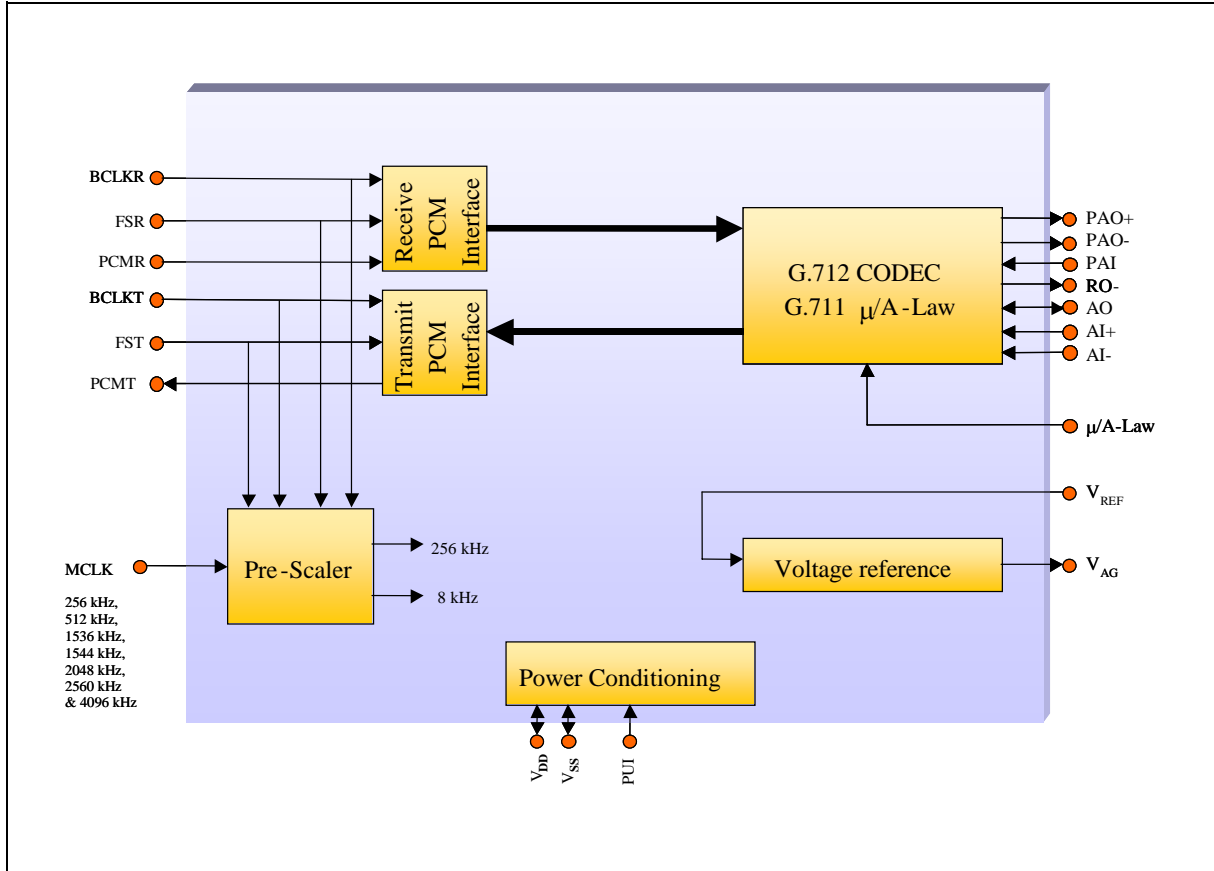 BCLKR
FSR
PCMR
BCLKT
FST
PCMT
Receive
PCM
Interface
Transmit
PCM
Interface
G.712 CODEC
G.711 μ/A-Law
PAO+
PAO-
PAI
RO-
AO
AI+
AI-
μ/A-Law
VREF
VAG
Voltage reference
MCLK
256 kHz,
512 kHz,
1536 kHz,
1544 kHz,
2048 kHz,
2560 kHz
& 4096 kHz
Pre-Scaler
256 kHz
8 kHz
Power Conditioning
VDD
VSS
PUI